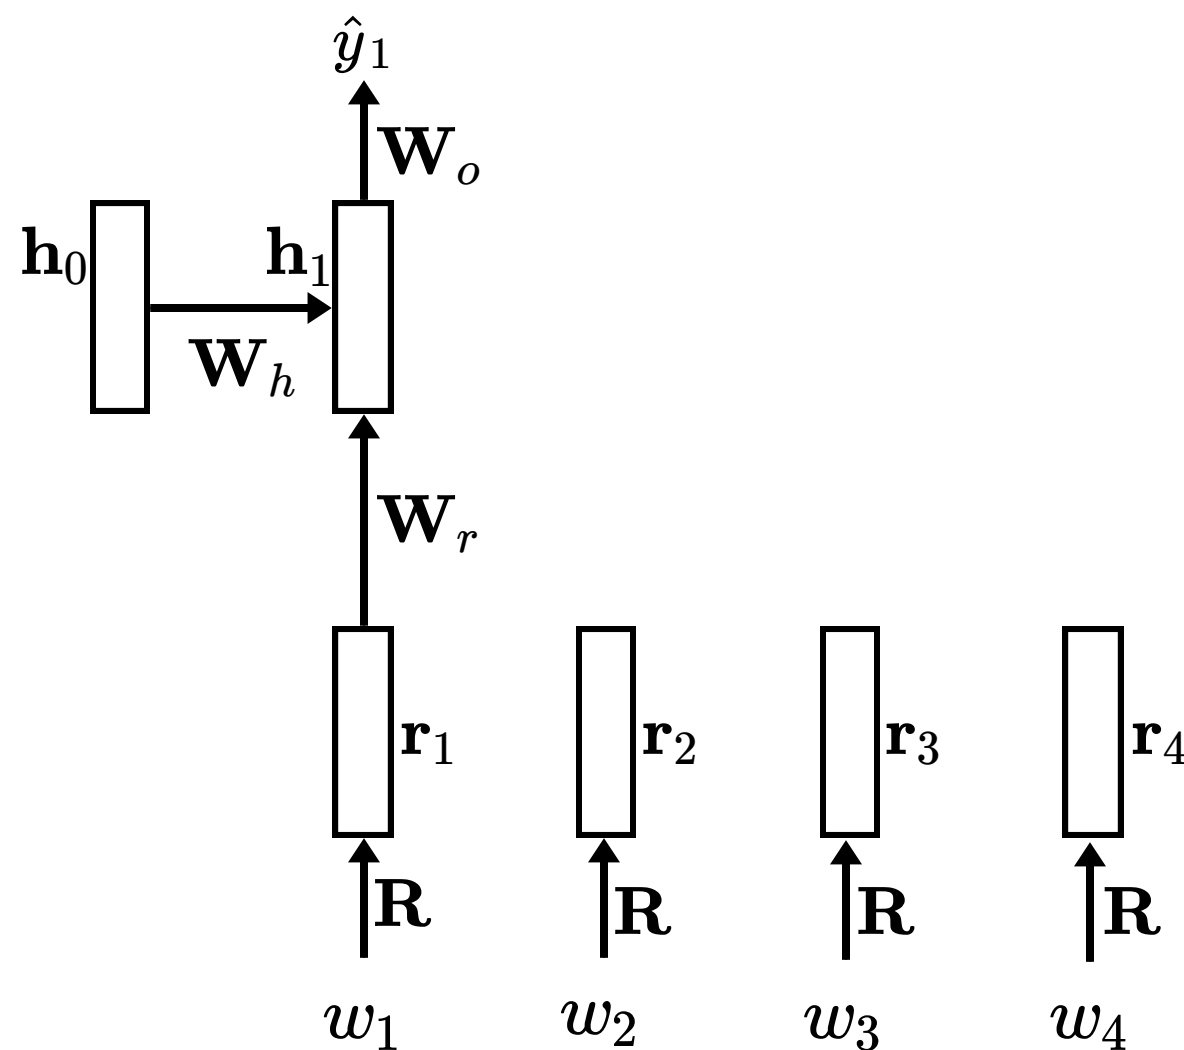 ŷ₁
W_o
h₀ h₁
W_h
W_r
r₁ r₂ r₃ r₄
R R R R
w₁ w₂ w₃ w₄